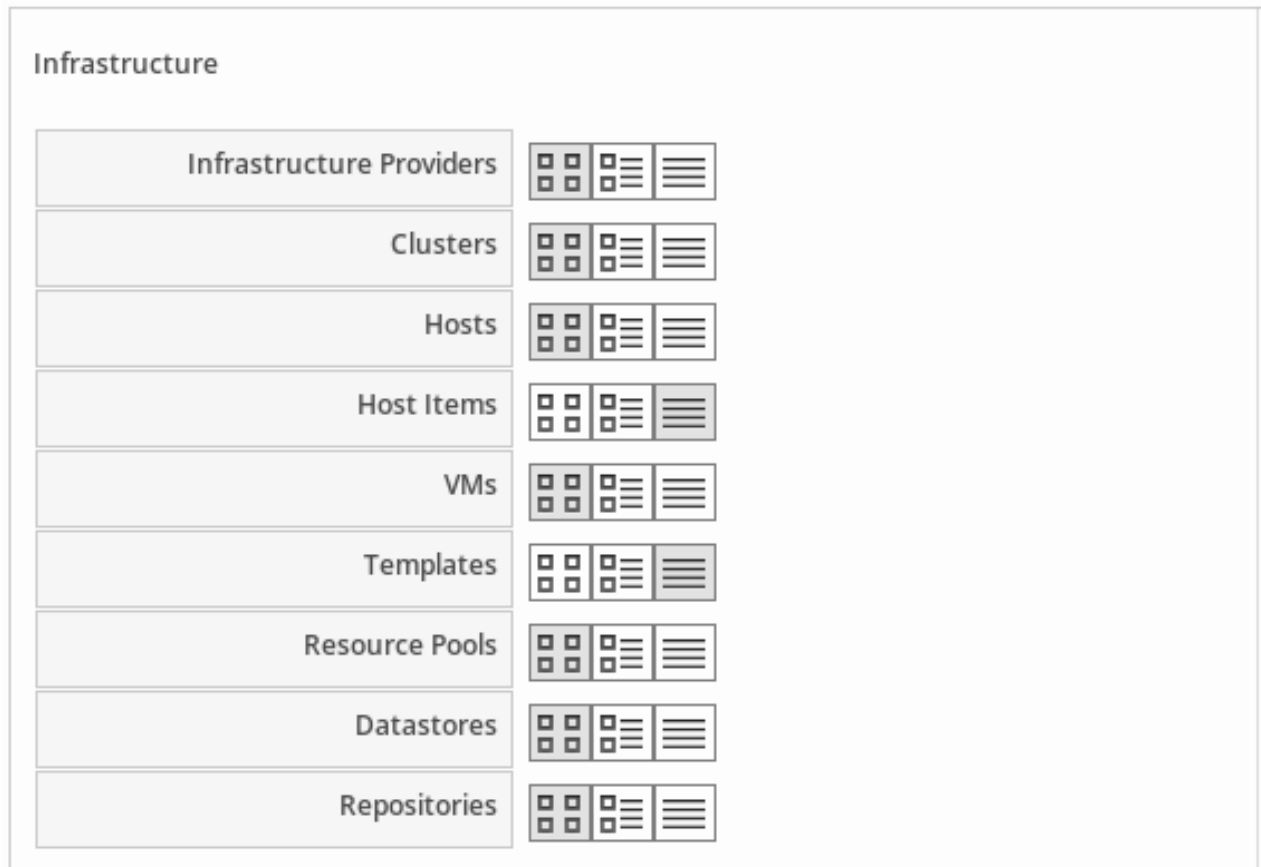 Infrastructure
Infrastructure Providers
Clusters
Hosts
Host Items
VMs
Templates
Resource Pools
Datastores
Repositories